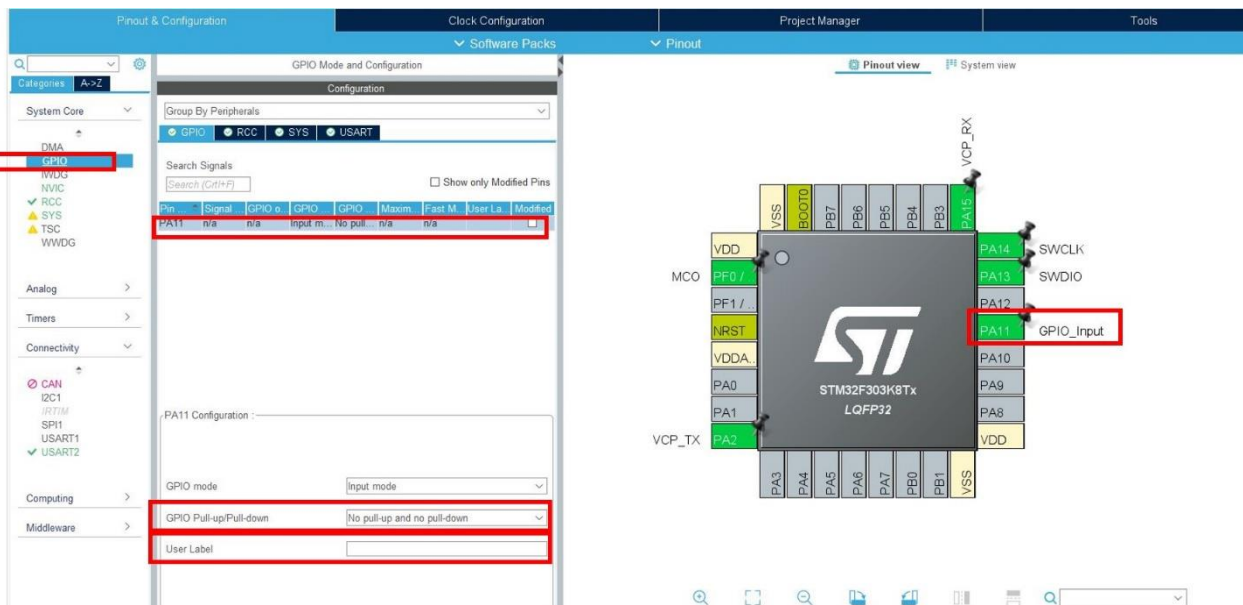 Pinout & Configuration
Clock Configuration
Project Manager
Tools
Software Packs
Pinout
Categories A->Z
System Core
DMA
GPIO
IWDG
NVIC
RCC
SYS
TSC
WWDG
Analog
Timers
Connectivity
CAN
I2C1
IRTIM
SPI1
USART1
USART2
Computing
Middleware
GPIO Mode and Configuration
Configuration
Group By Peripherals
GPIO RCC SYS USART
Search Signals
Search (Crtl+F)
Show only Modified Pins
Pin ... Signal ... GPIO o... GPIO ... GPIO ... Maxim... Fast M... User La... Modified
PA11 n/a n/a Input m... No pull... n/a n/a
PA11 Configuration :
GPIO mode
Input mode
GPIO Pull-up/Pull-down
No pull-up and no pull-down
User Label
Pinout view
System view
VCP_RX
VSS
BOOT0
PB7
PB6
PB5
PB4
PB3
PA15
VDD
MCO PF0 / ..
PF1 / ..
NRST
VDDA..
PA0
PA1
VCP_TX PA2
PA14 SWCLK
PA13 SWDIO
PA12
PA11 GPIO_Input
PA10
PA9
PA8
VDD
ST
STM32F303K8Tx
LQFP32
PA3
PA4
PA5
PA6
PA7
PB0
PB1
VSS